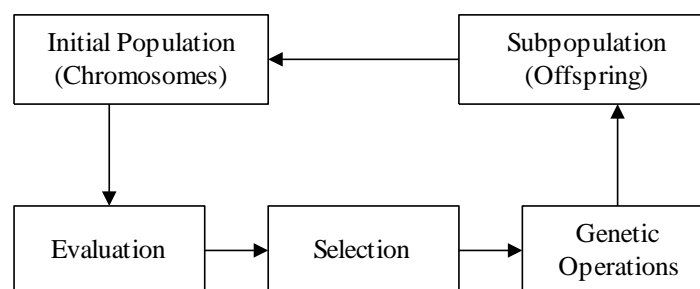 Initial Population
(Chromosomes)
Subpopulation
(Offspring)
Evaluation
Selection
Genetic
Operations